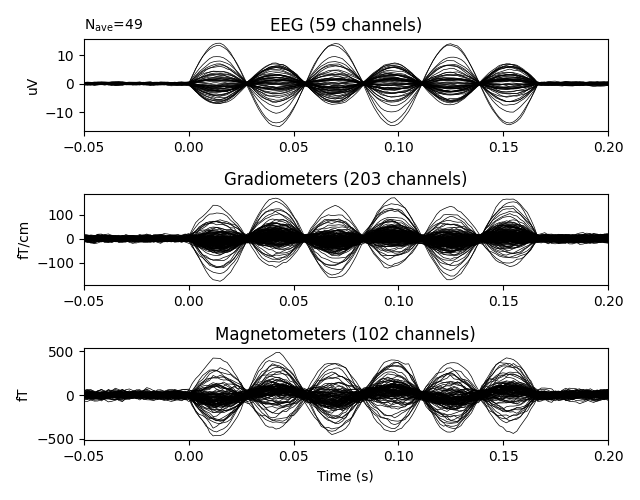 Nave=49
EEG (59 channels)
uV
10
0
−10
−0.05 0.00 0.05 0.10 0.15 0.20
Gradiometers (203 channels)
fT/cm
100
0
−100
−0.05 0.00 0.05 0.10 0.15 0.20
Magnetometers (102 channels)
fT
500
0
−500
−0.05 0.00 0.05 0.10 0.15 0.20
Time (s)